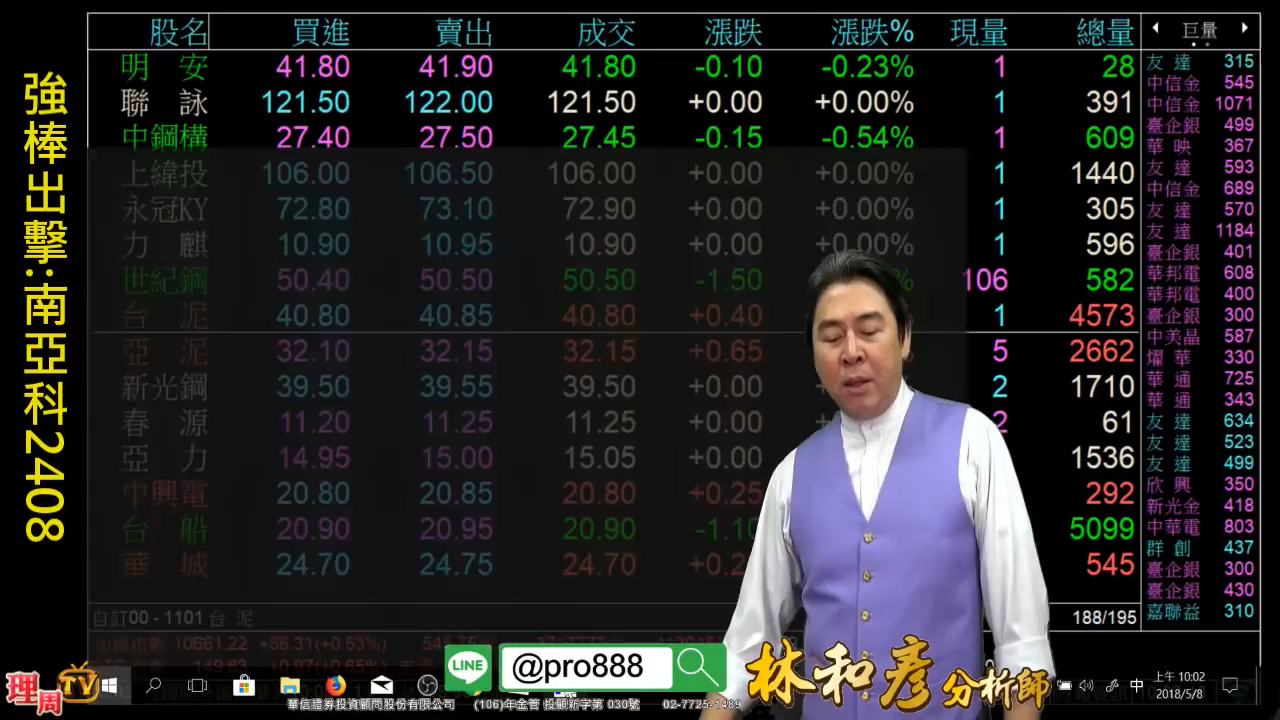 強棒出擊:南亞科2408
股名 買進 賣出 成交 漲跌 漲跌% 現量 總量
明 安 41.80 41.90 41.80 -0.10 -0.23% 1 28
聯 詠 121.50 122.00 121.50 +0.00 +0.00% 1 391
中鋼構 27.40 27.50 27.45 -0.15 -0.54% 1 609
上緯投 106.00 106.50 106.00 +0.00 +0.00% 1 1440
永冠KY 72.80 73.10 72.90 +0.00 +0.00% 1 305
力 麒 10.90 10.95 10.90 +0.00 +0.00% 1 596
世紀鋼 50.40 50.50 50.50 -1.50 % 106 582
台 泥 40.80 40.85 40.80 +0.40 1 4573
亞 泥 32.10 32.15 32.15 +0.65 5 2662
新光鋼 39.50 39.55 39.50 +0.00 2 1710
春 源 11.20 11.25 11.25 +0.00 2 61
亞 力 14.95 15.00 15.05 +0.00 1536
中興電 20.80 20.85 20.80 +0.25 292
台 船 20.90 20.95 20.90 -1.10 5099
華 城 24.70 24.75 24.70 +0.2 545
自訂00 - 1101 台 泥 188/195
加權指數 10661.22 +56.31(+0.53%)
149.63 +0.97(+0.65%)
巨量
友 達 315
中信金 545
中信金 1071
臺企銀 499
華 映 367
友 達 593
中信金 689
友 達 570
友 達 1184
臺企銀 401
華邦電 608
華邦電 400
臺企銀 300
中美晶 587
燿 華 330
華 通 725
華 通 343
友 達 634
友 達 523
友 達 499
欣 興 350
新光金 418
中華電 803
群 創 437
臺企銀 300
臺企銀 430
嘉聯益 310
LINE @pro888
林和彥分析師
理周TV
中 上午 10:02
2018/5/8
華信證券投資顧問股份有限公司 (106)年金管 投顧新字第 030號 02-7725-1489